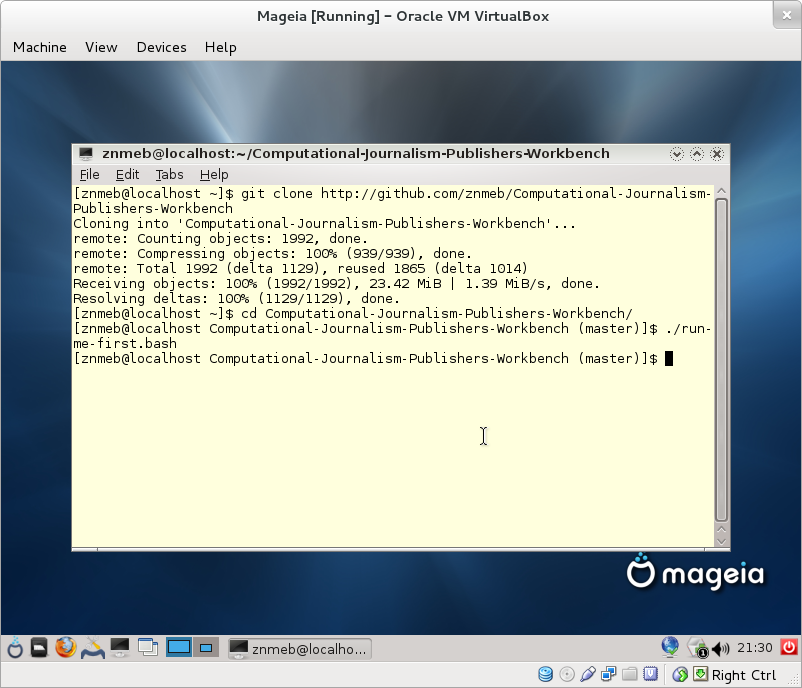 Mageia [Running] - Oracle VM VirtualBox
Machine View Devices Help
znmeb@localhost:~/Computational-Journalism-Publishers-Workbench
File Edit Tabs Help
[znmeb@localhost ~]$ git clone http://github.com/znmeb/Computational-Journalism-
Publishers-Workbench
Cloning into 'Computational-Journalism-Publishers-Workbench'...
remote: Counting objects: 1992, done.
remote: Compressing objects: 100% (939/939), done.
remote: Total 1992 (delta 1129), reused 1865 (delta 1014)
Receiving objects: 100% (1992/1992), 23.42 MiB | 1.39 MiB/s, done.
Resolving deltas: 100% (1129/1129), done.
[znmeb@localhost ~]$ cd Computational-Journalism-Publishers-Workbench/
[znmeb@localhost Computational-Journalism-Publishers-Workbench (master)]$ ./run-
me-first.bash
[znmeb@localhost Computational-Journalism-Publishers-Workbench (master)]$
mageia
znmeb@localho...
1
21:30
Right Ctrl